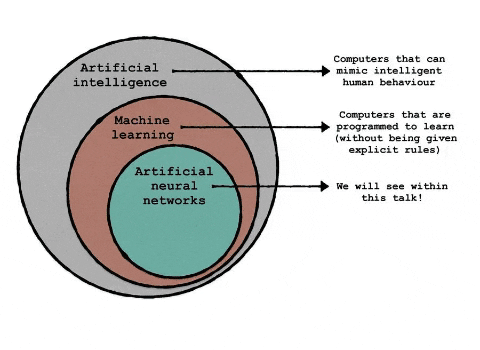 Artificial
intelligence
Computers that can
mimic intelligent
human behaviour
Machine
learning
Computers that are
programmed to learn
(without being given
explicit rules)
Artificial
neural
networks
We will see within
this talk!